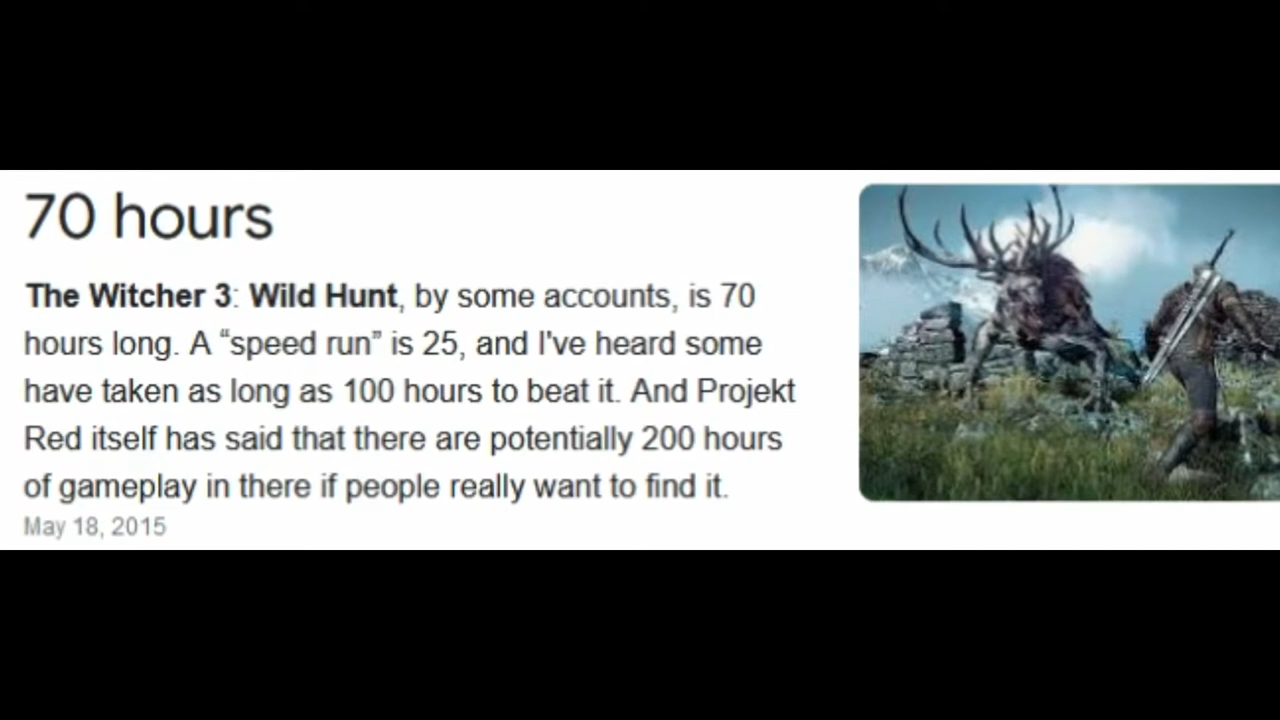 70 hours
The Witcher 3: Wild Hunt, by some accounts, is 70
hours long. A “speed run” is 25, and I've heard some
have taken as long as 100 hours to beat it. And Projekt
Red itself has said that there are potentially 200 hours
of gameplay in there if people really want to find it.
May 18, 2015